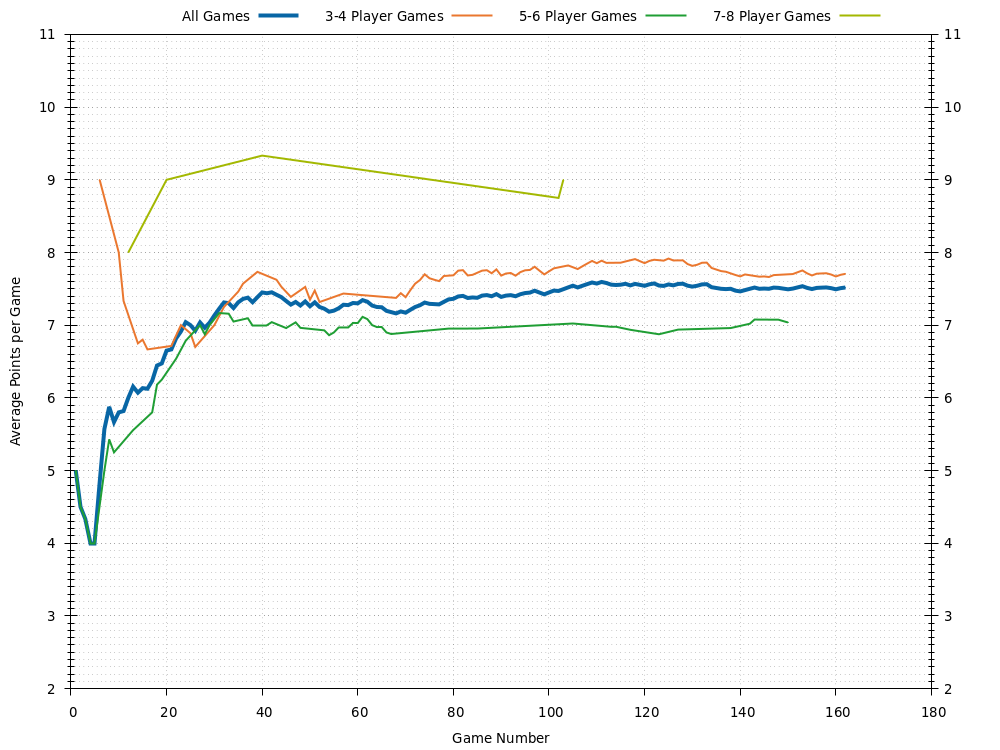 All Games 3-4 Player Games 5-6 Player Games 7-8 Player Games
11 11
10 10
9 9
8 8
7 7
6 6
5 5
4 4
3 3
2 2
Average Points per Game
0 20 40 60 80 100 120 140 160 180
Game Number